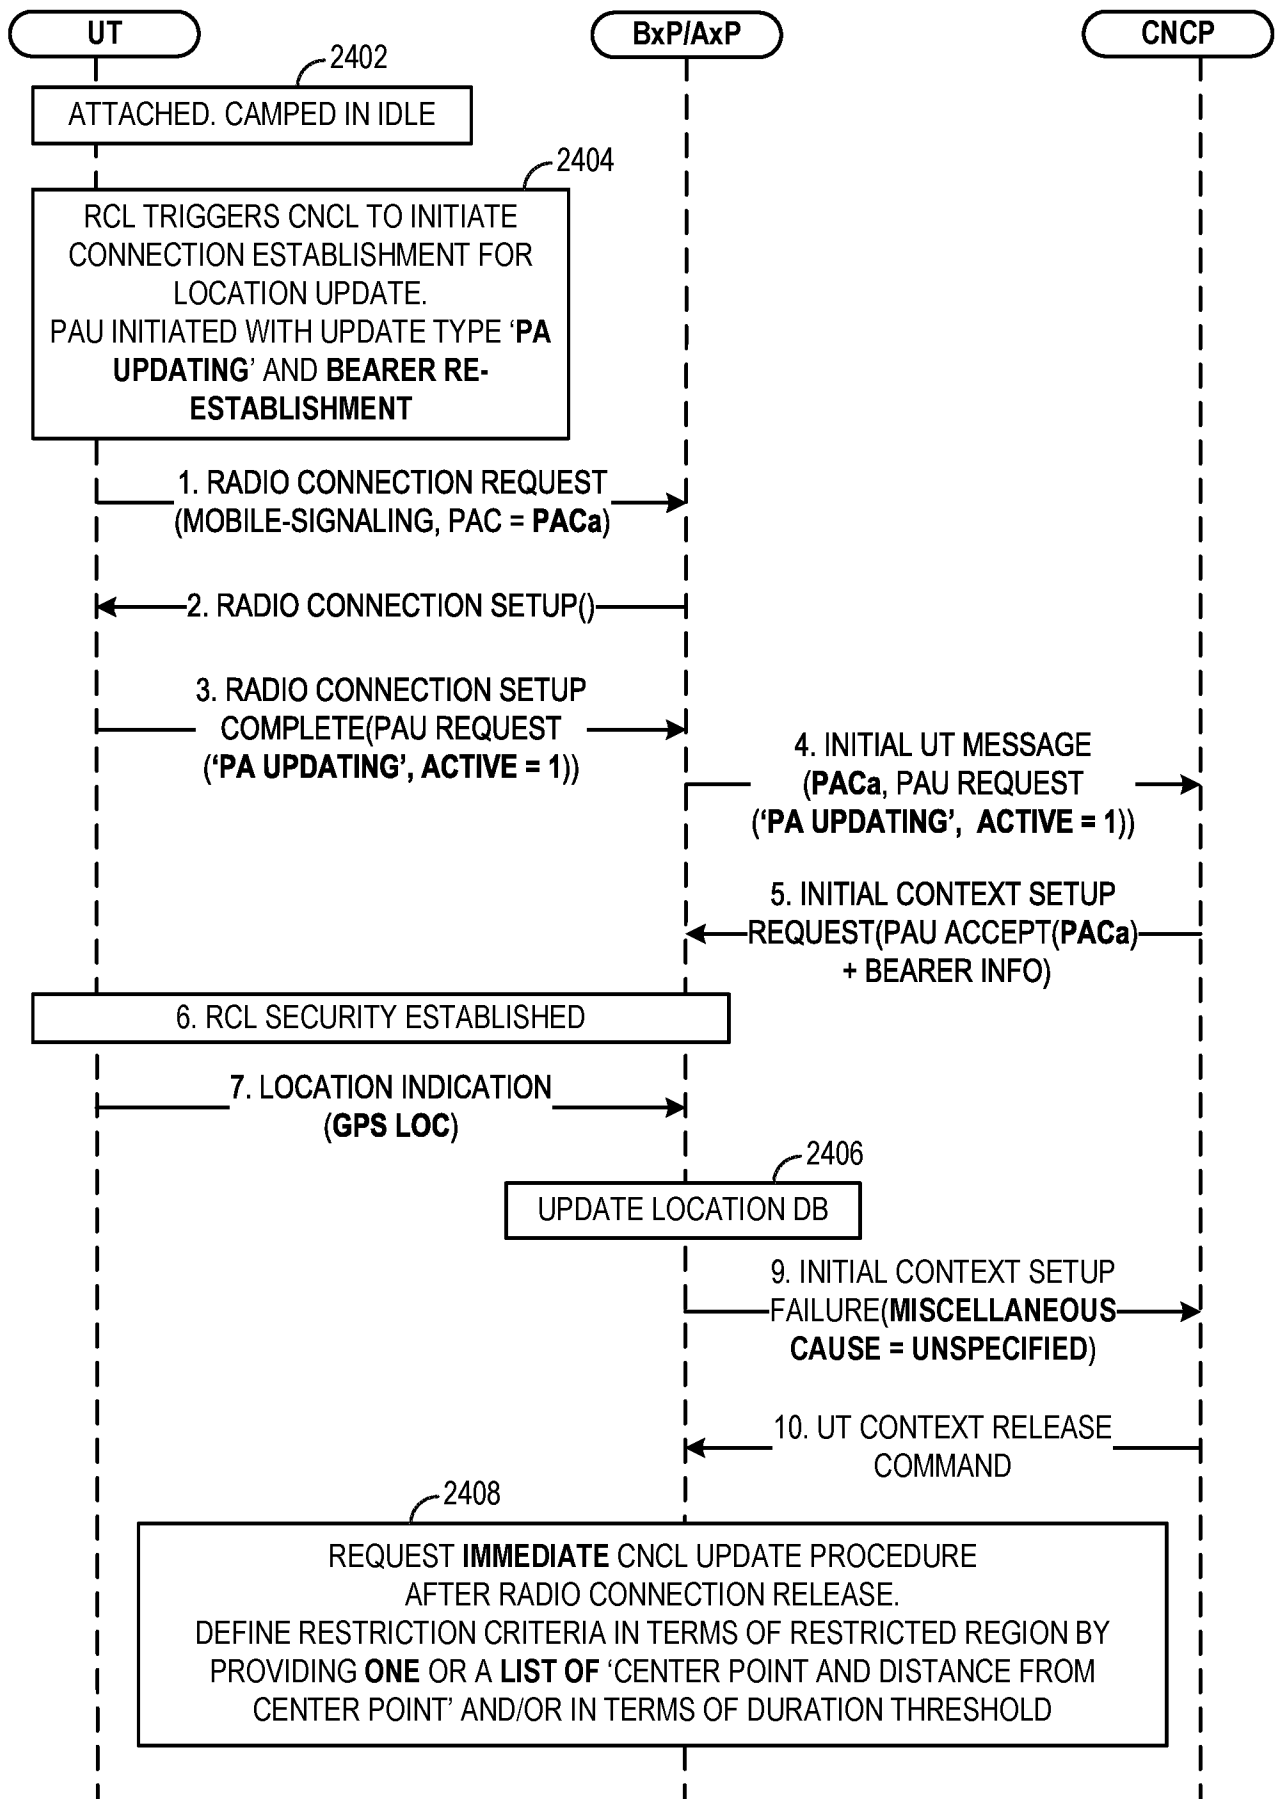 UT
BxP/AxP
CNCP
2402
ATTACHED. CAMPED IN IDLE
2404
RCL TRIGGERS CNCL TO INITIATE
CONNECTION ESTABLISHMENT FOR
LOCATION UPDATE.
PAU INITIATED WITH UPDATE TYPE ‘PA
UPDATING’ AND BEARER RE-
ESTABLISHMENT
1. RADIO CONNECTION REQUEST
(MOBILE-SIGNALING, PAC = PACa)
2. RADIO CONNECTION SETUP()
3. RADIO CONNECTION SETUP
COMPLETE(PAU REQUEST
(‘PA UPDATING’, ACTIVE = 1))
4. INITIAL UT MESSAGE
(PACa, PAU REQUEST
(‘PA UPDATING’, ACTIVE = 1))
5. INITIAL CONTEXT SETUP
REQUEST(PAU ACCEPT(PACa)
+ BEARER INFO)
6. RCL SECURITY ESTABLISHED
7. LOCATION INDICATION
(GPS LOC)
2406
UPDATE LOCATION DB
9. INITIAL CONTEXT SETUP
FAILURE(MISCELLANEOUS
CAUSE = UNSPECIFIED)
10. UT CONTEXT RELEASE
COMMAND
2408
REQUEST IMMEDIATE CNCL UPDATE PROCEDURE
AFTER RADIO CONNECTION RELEASE.
DEFINE RESTRICTION CRITERIA IN TERMS OF RESTRICTED REGION BY
PROVIDING ONE OR A LIST OF ‘CENTER POINT AND DISTANCE FROM
CENTER POINT’ AND/OR IN TERMS OF DURATION THRESHOLD